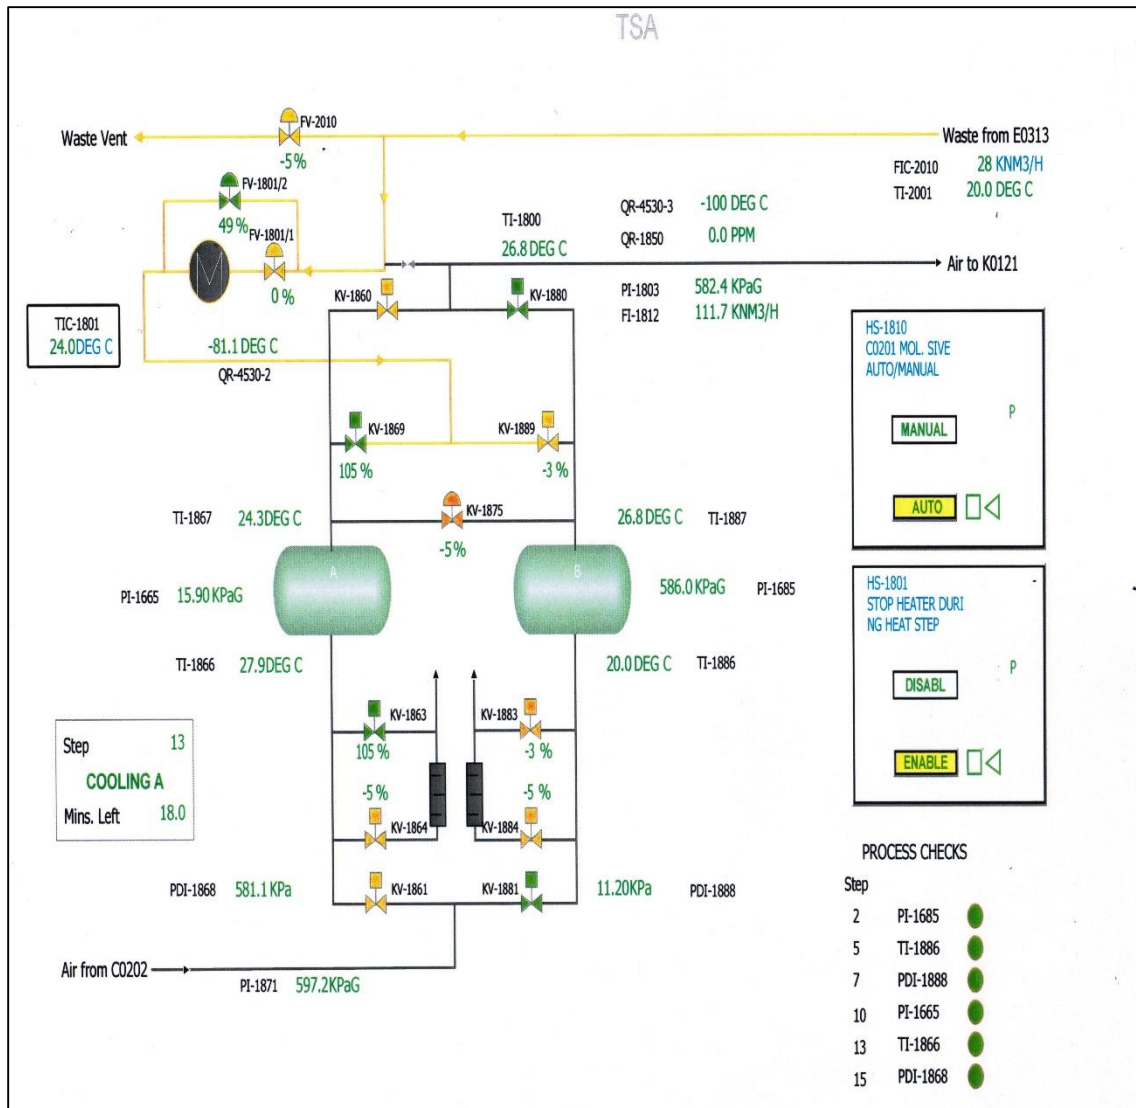 TSA
Waste Vent
FV-2010
-5 %
Waste from E0313
FIC-2010 28 KNM3/H
TI-2001 20.0 DEG C
FV-1801/2
49 %
FV-1801/1
0 %
M
TI-1800
26.8 DEG C
QR-4530-3 -100 DEG C
QR-1850 0.0 PPM
Air to K0121
KV-1860
KV-1880
PI-1803 582.4 KPaG
FI-1812 111.7 KNM3/H
TIC-1801
24.0 DEG C
-81.1 DEG C
QR-4530-2
HS-1810
C0201 MOL. SIVE
AUTO/MANUAL
P
MANUAL
AUTO
KV-1869
105 %
KV-1889
-3 %
TI-1867 24.3 DEG C
KV-1875
-5 %
26.8 DEG C TI-1887
A
B
PI-1665 15.90 KPaG
586.0 KPaG PI-1685
HS-1801
STOP HEATER DURI
NG HEAT STEP
P
DISABL
ENABLE
TI-1866 27.9 DEG C
20.0 DEG C TI-1886
KV-1863
105 %
KV-1883
-3 %
Step 13
COOLING A
Mins. Left 18.0
-5 %
KV-1864
-5 %
KV-1884
PDI-1868 581.1 KPa
KV-1861
KV-1881
11.20KPa PDI-1888
Air from C0202
PI-1871 597.2KPaG
PROCESS CHECKS
Step
2 PI-1685
5 TI-1886
7 PDI-1888
10 PI-1665
13 TI-1866
15 PDI-1868